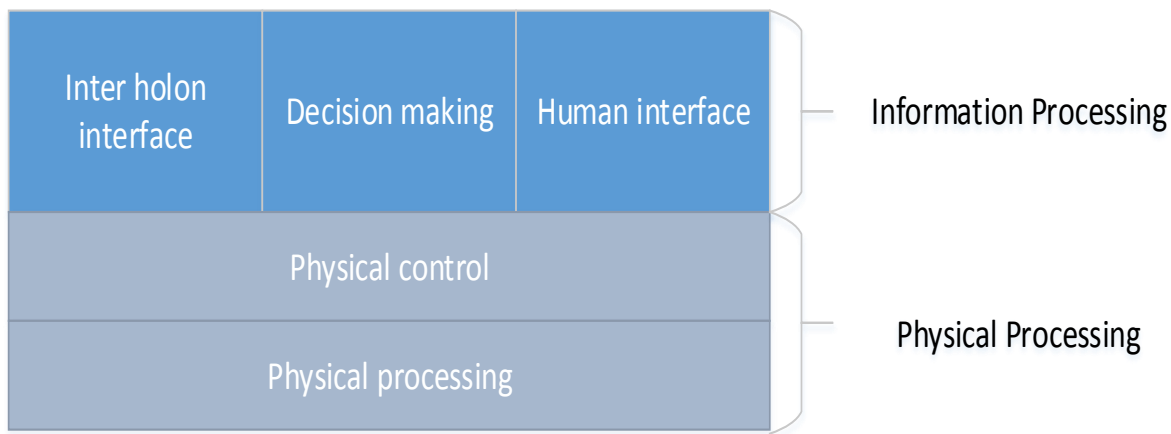 Inter holon
interface
Decision making
Human interface
Information Processing
Physical control
Physical processing
Physical Processing